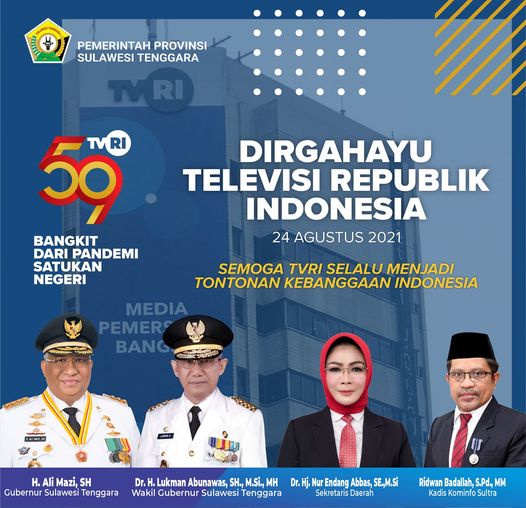 PEMERINTAH PROVINSI
SULAWESI TENGGARA
TVRI
59 TVRI
BANGKIT
DARI PANDEMI
SATUKAN
NEGERI
DIRGAHAYU
TELEVISI REPUBLIK
INDONESIA
24 AGUSTUS 2021
SEMOGA TVRI SELALU MENJADI
TONTONAN KEBANGGAAN INDONESIA
MEDIA
BANG
H. Ali Mazi, SH
Gubernur Sulawesi Tenggara
Dr. H. Lukman Abunawas, SH., M.Si., MH
Wakil Gubernur Sulawesi Tenggara
Dr. Hj. Nur Endang Abbas, SE.,M.Si
Sekretaris Daerah
Ridwan Badallah, S.Pd., MM
Kadis Kominfo Sultra